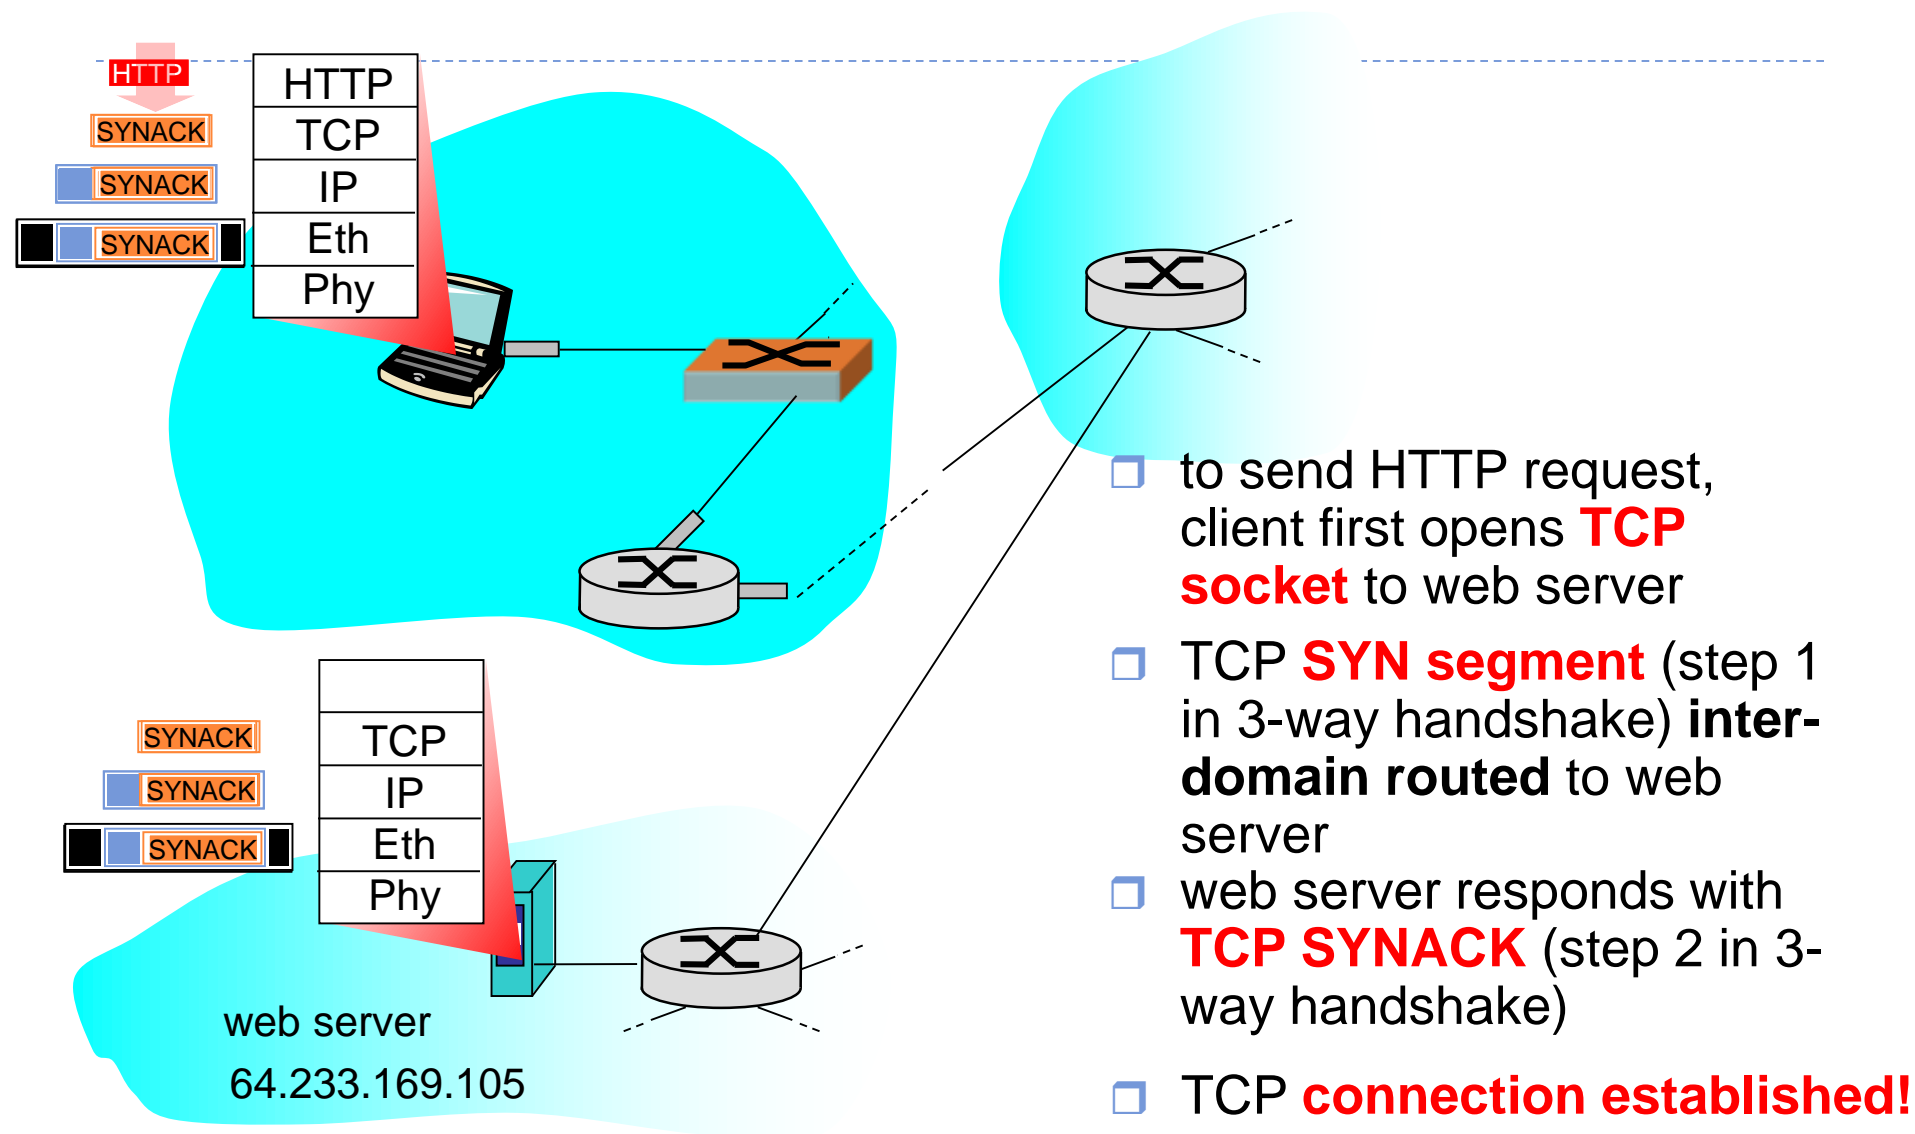 HTTP
SYNACK
SYNACK
SYNACK
HTTP
TCP
IP
Eth
Phy
SYNACK
SYNACK
SYNACK
TCP
IP
Eth
Phy
web server
64.233.169.105
to send HTTP request,
client first opens TCP
socket to web server
TCP SYN segment (step 1
in 3-way handshake) inter-
domain routed to web
server
web server responds with
TCP SYNACK (step 2 in 3-
way handshake)
TCP connection established!